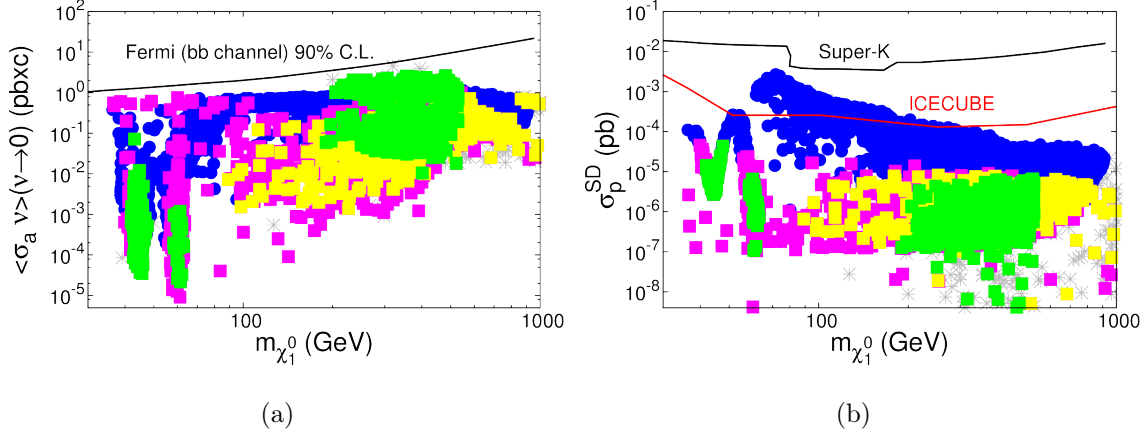 <σₐ v>(v→0) (pbxc)
10²
10¹
10⁰
10⁻¹
10⁻²
10⁻³
10⁻⁴
10⁻⁵
Fermi (bb channel) 90% C.L.
100
1000
m_χ₁⁰ (GeV)
(a)
σₚ^SD (pb)
10⁻¹
10⁻²
10⁻³
10⁻⁴
10⁻⁵
10⁻⁶
10⁻⁷
10⁻⁸
Super-K
ICECUBE
100
1000
m_χ₁⁰ (GeV)
(b)